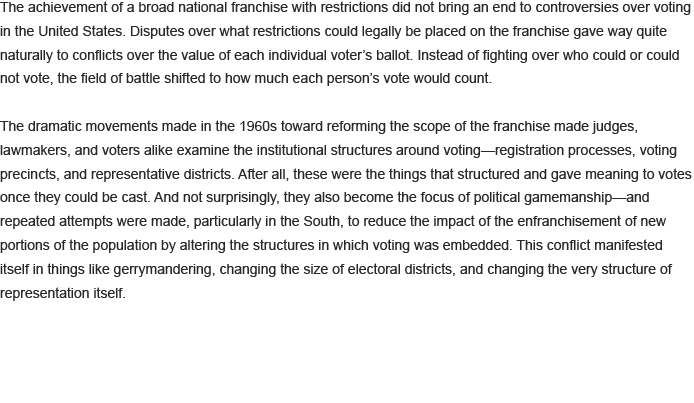 The achievement of a broad national franchise with restrictions did not bring an end to controversies over voting
in the United States. Disputes over what restrictions could legally be placed on the franchise gave way quite
naturally to conflicts over the value of each individual voter’s ballot. Instead of fighting over who could or could
not vote, the field of battle shifted to how much each person’s vote would count.

The dramatic movements made in the 1960s toward reforming the scope of the franchise made judges,
lawmakers, and voters alike examine the institutional structures around voting—registration processes, voting
precincts, and representative districts. After all, these were the things that structured and gave meaning to votes
once they could be cast. And not surprisingly, they also become the focus of political gamemanship—and
repeated attempts were made, particularly in the South, to reduce the impact of the enfranchisement of new
portions of the population by altering the structures in which voting was embedded. This conflict manifested
itself in things like gerrymandering, changing the size of electoral districts, and changing the very structure of
representation itself.